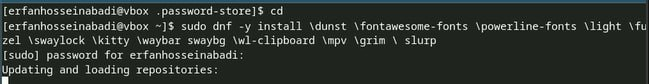 [erfanhosseinabadi@vbox .password-store]$ cd
[erfanhosseinabadi@vbox ~]$ sudo dnf -y install \dunst \fontawesome-fonts \powerline-fonts \light \fu
zel \swaylock \kitty \waybar swaybg \wl-clipboard \mpv \grim \ slurp
[sudo] password for erfanhosseinabadi:
Updating and loading repositories: